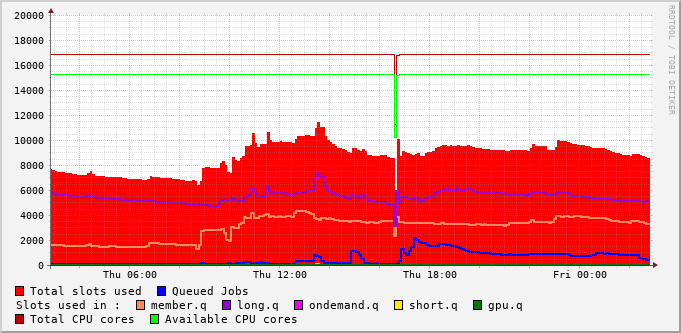 RRDTOOL / TOBI OETIKER
20000
18000
16000
14000
12000
10000
8000
6000
4000
2000
0
Thu 06:00 Thu 12:00 Thu 18:00 Fri 00:00
Total slots used Queued Jobs
Slots used in : member.q long.q ondemand.q short.q gpu.q
Total CPU cores Available CPU cores